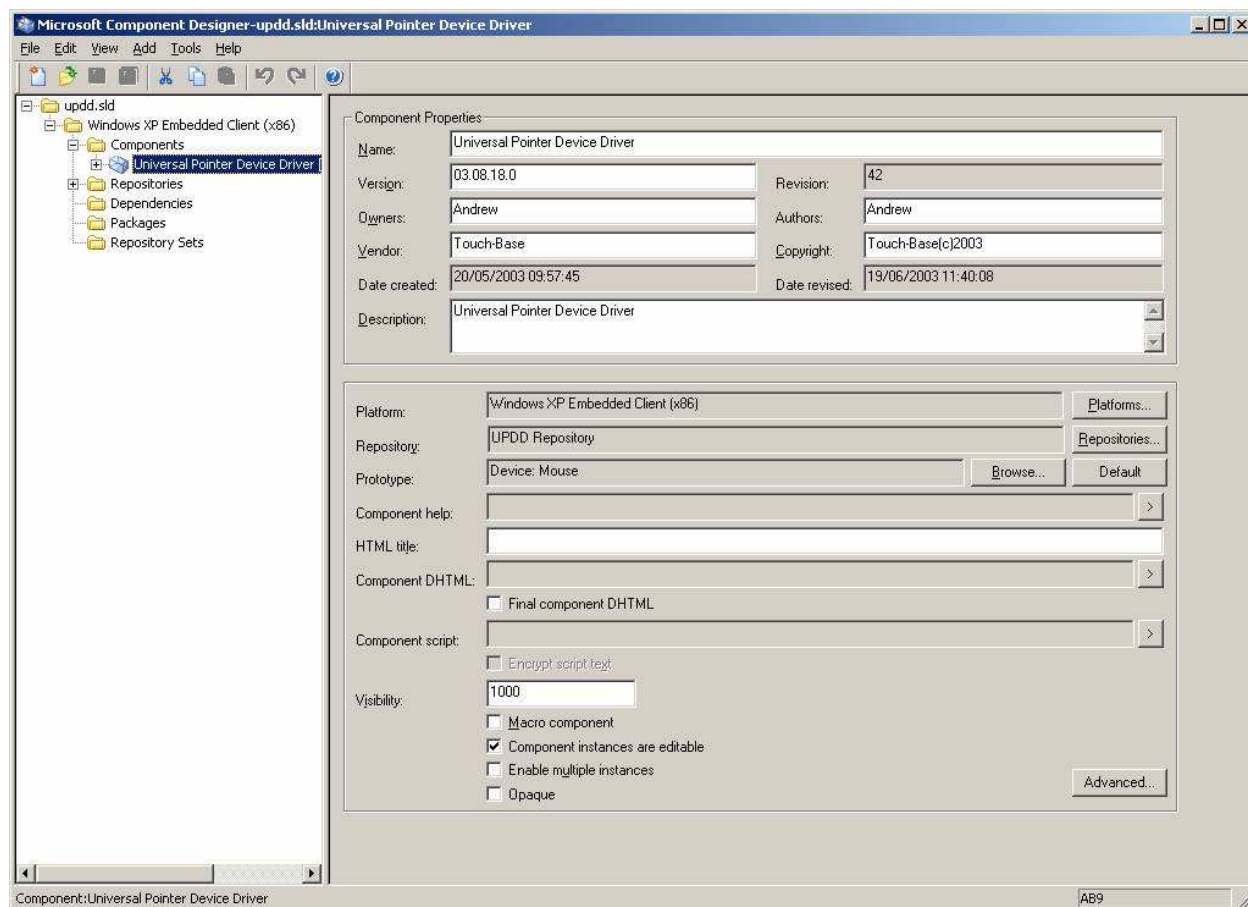 Microsoft Component Designer-updd.sld:Universal Pointer Device Driver
File Edit View Add Tools Help
updd.sld
Windows XP Embedded Client (x86)
Components
Universal Pointer Device Driver [
Repositories
Dependencies
Packages
Repository Sets
Component Properties
Name: Universal Pointer Device Driver
Version: 03.08.18.0 Revision: 42
Owners: Andrew Authors: Andrew
Vendor: Touch-Base Copyright: Touch-Base(c)2003
Date created: 20/05/2003 09:57:45 Date revised: 19/06/2003 11:40:08
Description: Universal Pointer Device Driver
Platform: Windows XP Embedded Client (x86) Platforms...
Repository: UPDD Repository Repositories...
Prototype: Device: Mouse Browse... Default
Component help: >
HTML title:
Component DHTML: >
Final component DHTML
Component script: >
Encrypt script text
Visibility: 1000
Macro component
Component instances are editable
Enable multiple instances
Opaque
Advanced...
Component:Universal Pointer Device Driver AB9